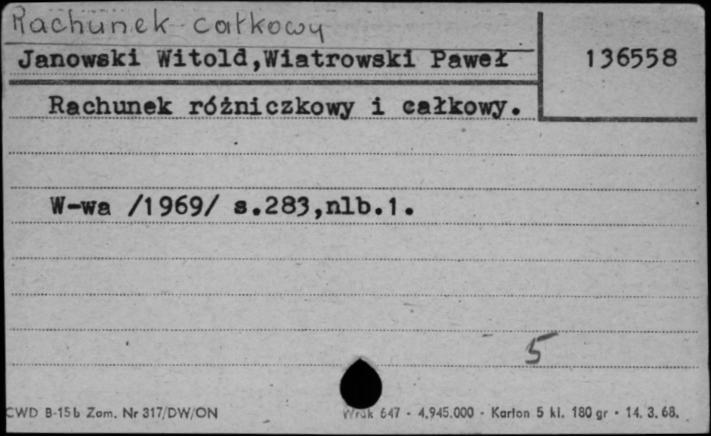 Rachunek całkowy
Janowski Witold,Wiatrowski Paweł
136558
Rachunek różniczkowy i całkowy.
W-wa /1969/ s.283,nlb.1.
5
CWD B-15b Zam. Nr 317/DW/ON
Wrok 647 - 4.945.000 - Karton 5 kl. 180 gr - 14. 3. 68.